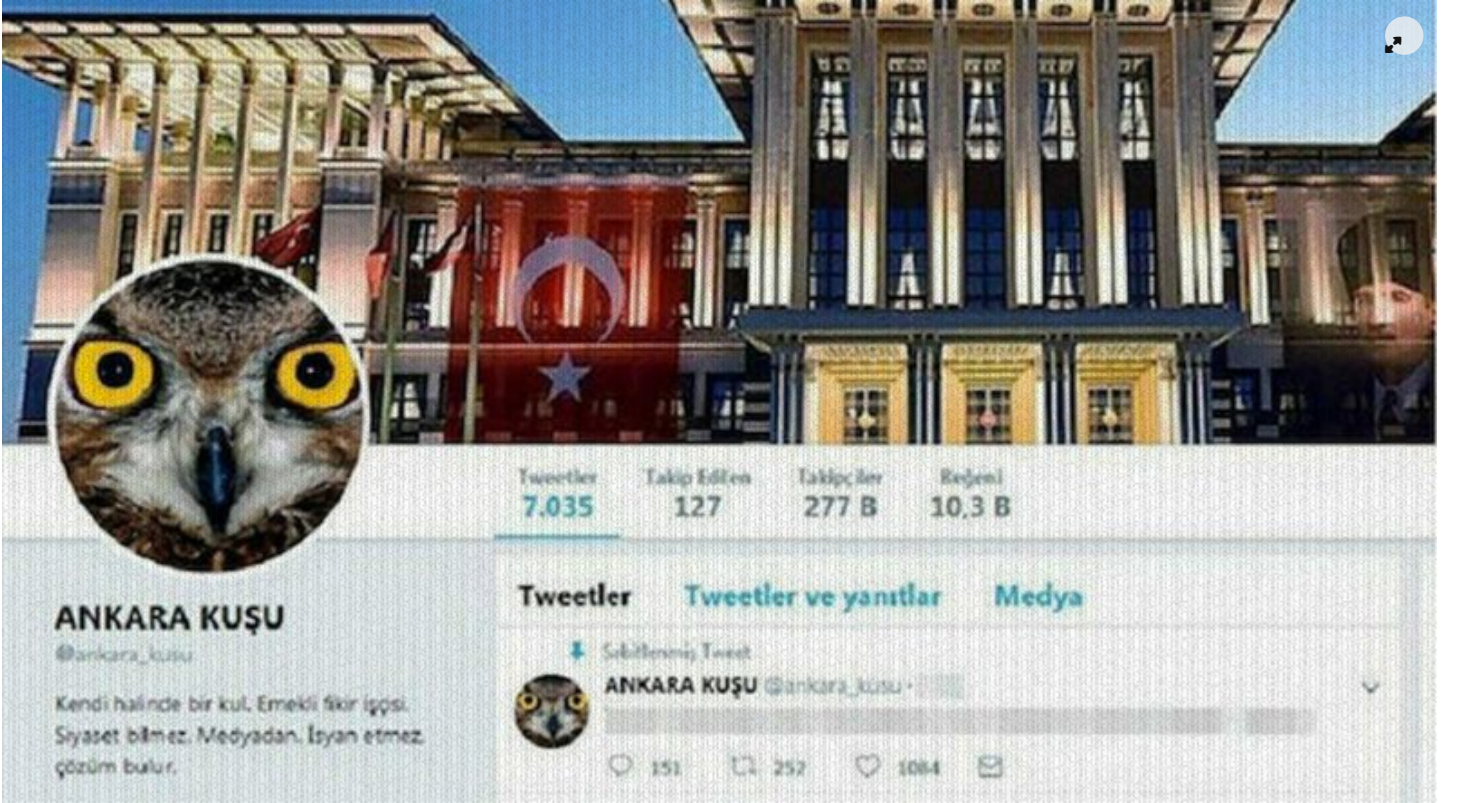 Tweetler Takip Edilen Takipçiler Beğeni
7.035 127 277 B 10,3 B
ANKARA KUŞU
@ankara_kusu
Kendi halinde bir kul. Emekli fikir işçisi.
Siyaset bilmez. Medyadan. İsyan etmez
çözüm bulur.
Tweetler Tweetler ve yanıtlar Medya
Sabitlenmiş Tweet
ANKARA KUŞU @ankara_kusu ·
151 252 1084